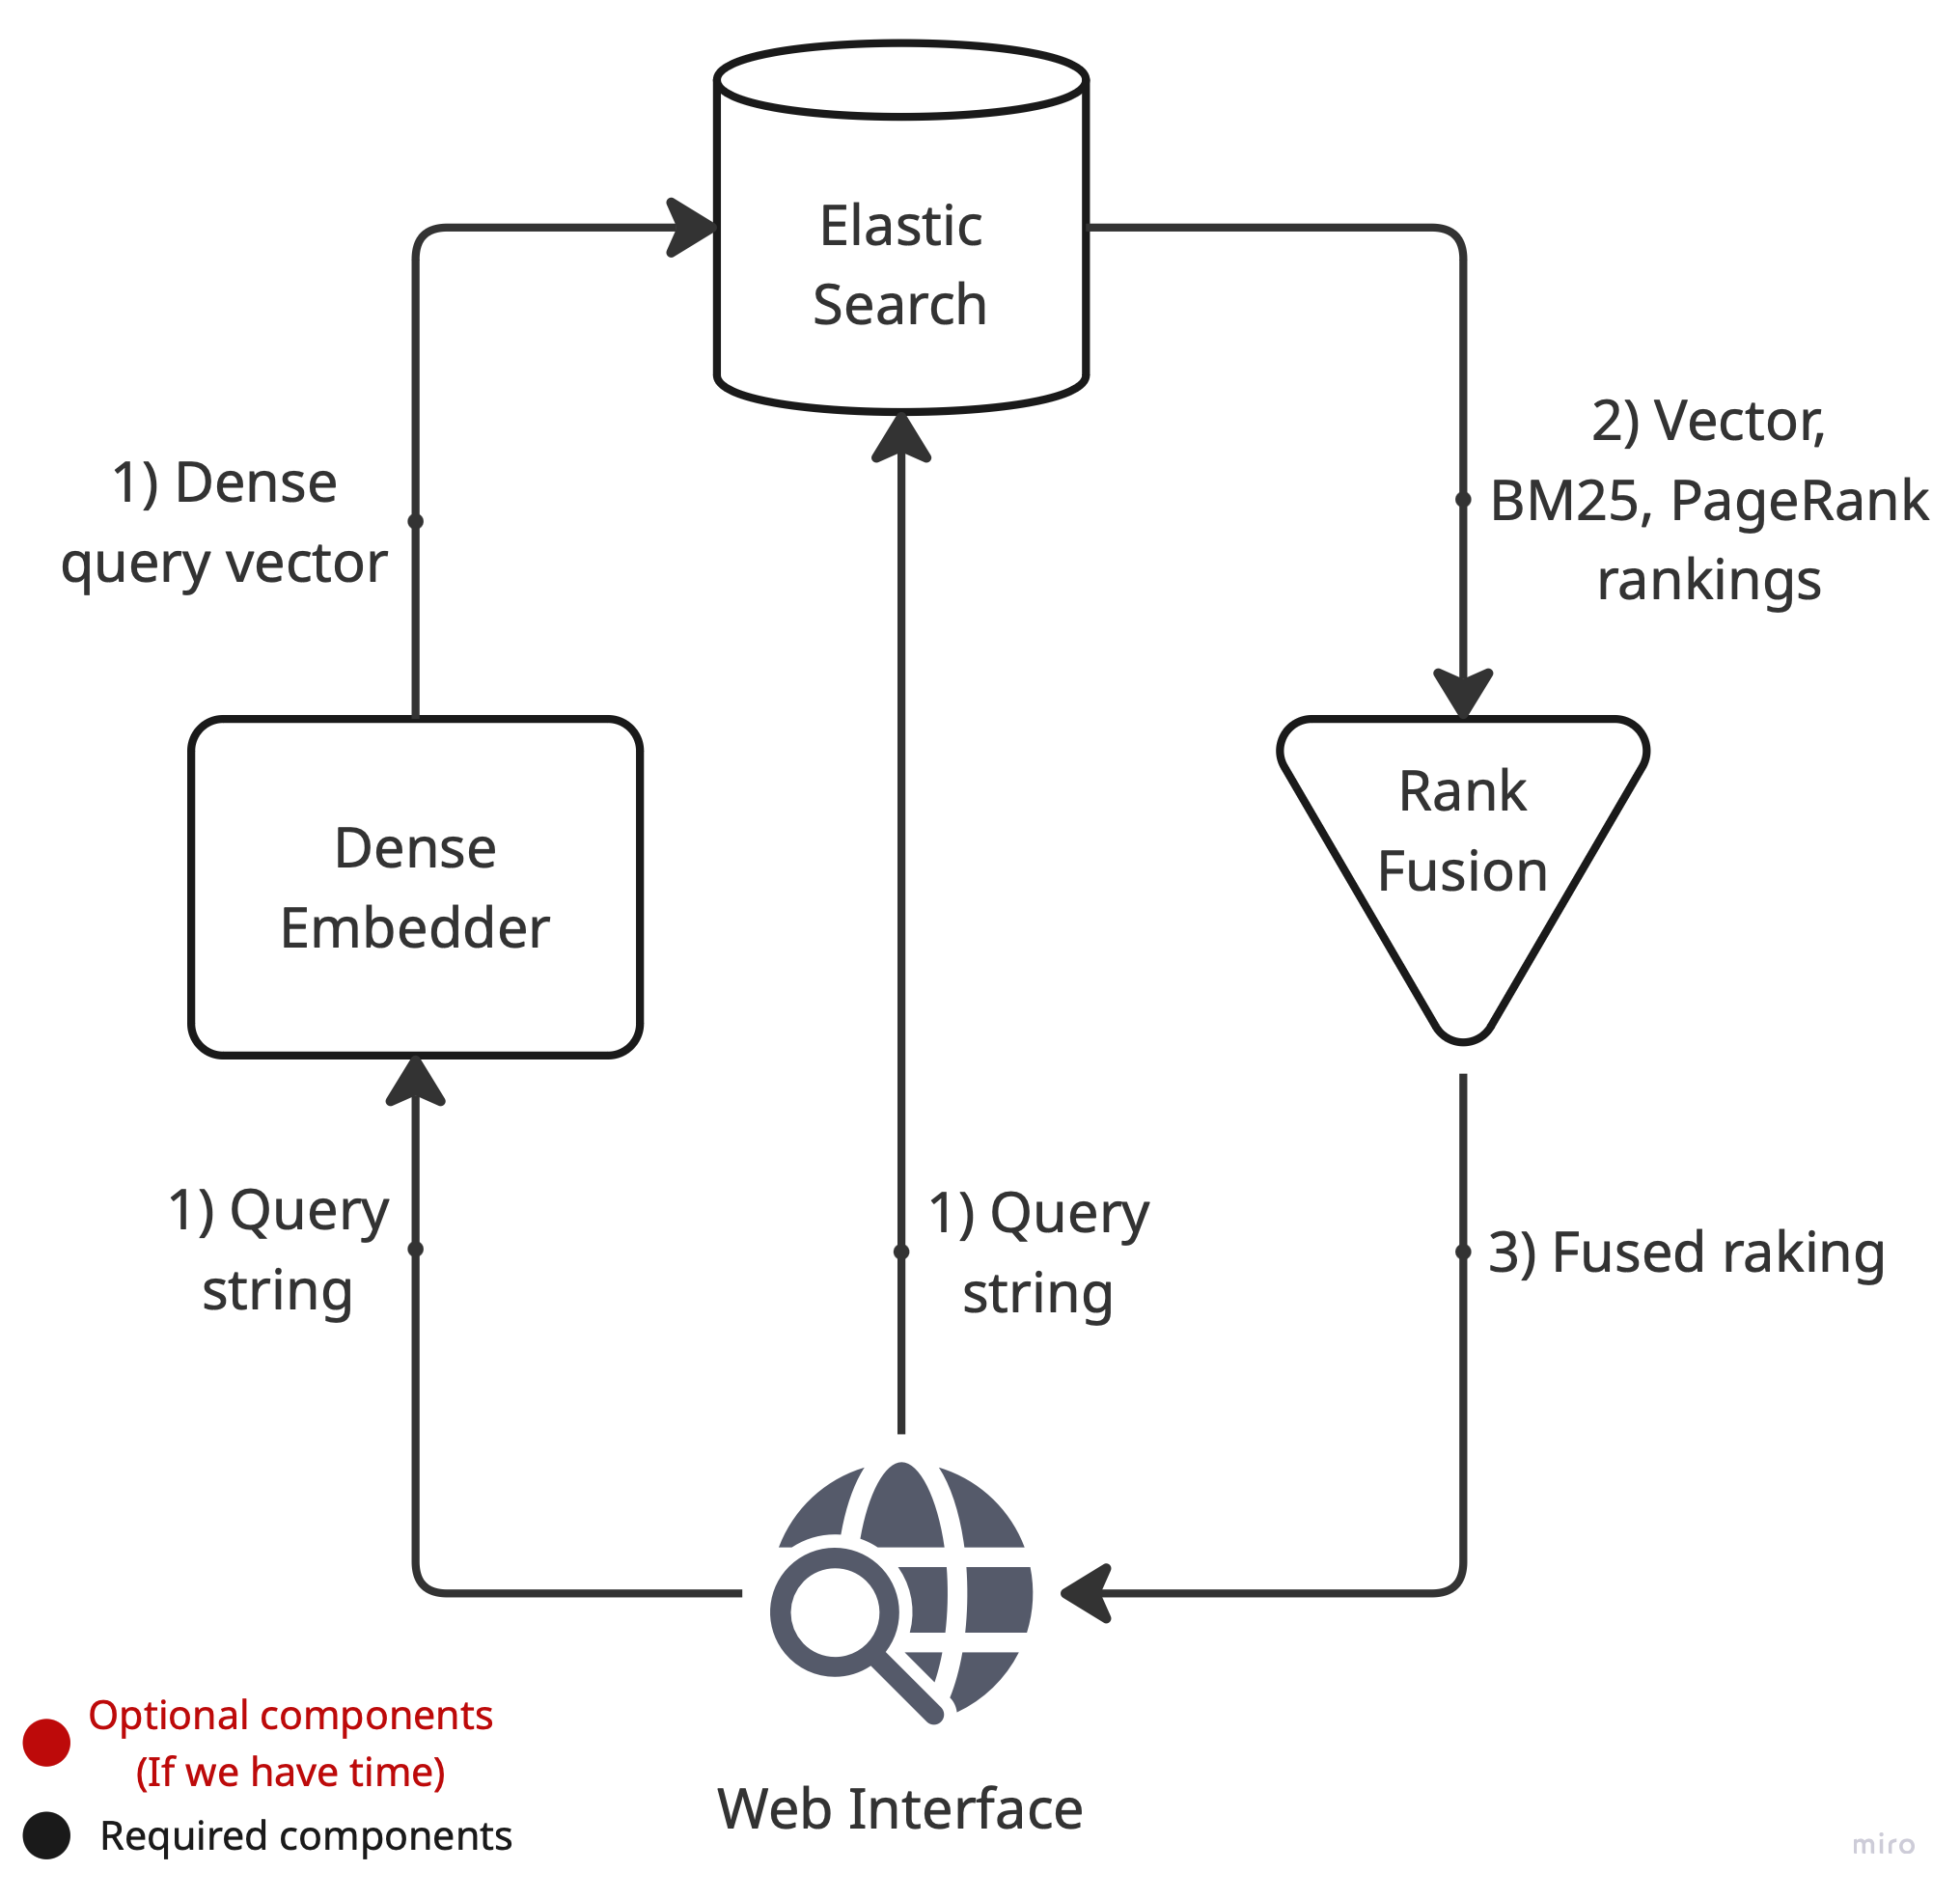 Elastic
Search
1) Dense
query vector
2) Vector,
BM25, PageRank
rankings
Dense
Embedder
Rank
Fusion
1) Query
string
1) Query
string
3) Fused raking
Web Interface
Optional components
(If we have time)
Required components
miro